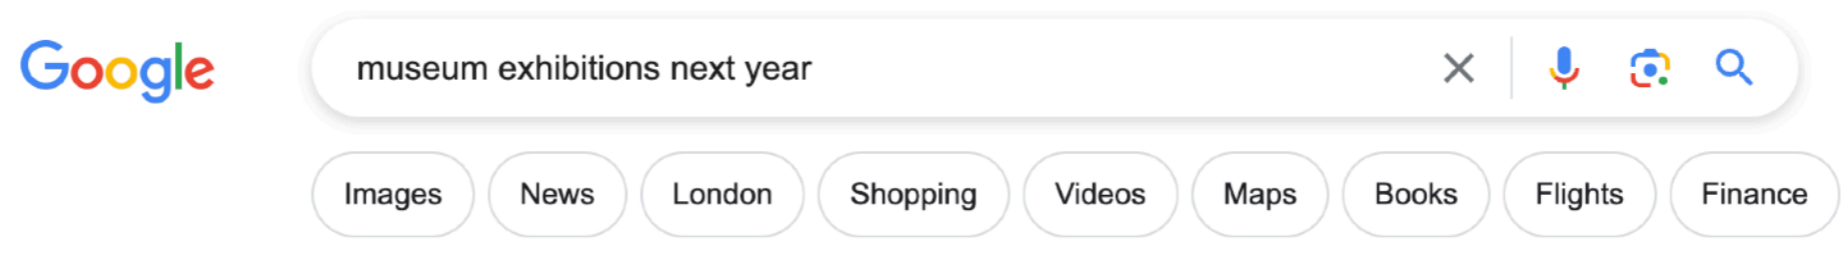 Google museum exhibitions next year
Images News London Shopping Videos Maps Books Flights Finance